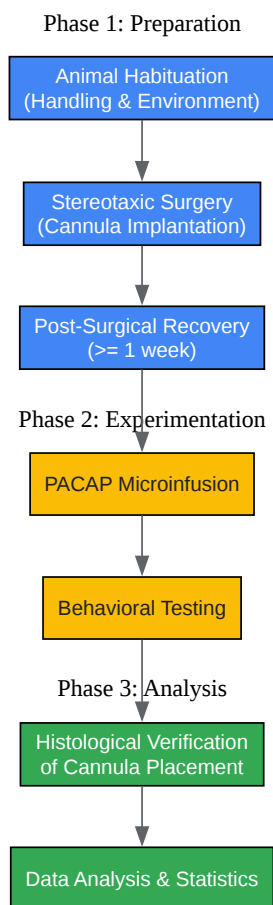 Phase 1: Preparation
Animal Habituation
(Handling & Environment)
Stereotaxic Surgery
(Cannula Implantation)
Post-Surgical Recovery
(>= 1 week)
Phase 2: Experimentation
PACAP Microinfusion
Behavioral Testing
Phase 3: Analysis
Histological Verification
of Cannula Placement
Data Analysis & Statistics